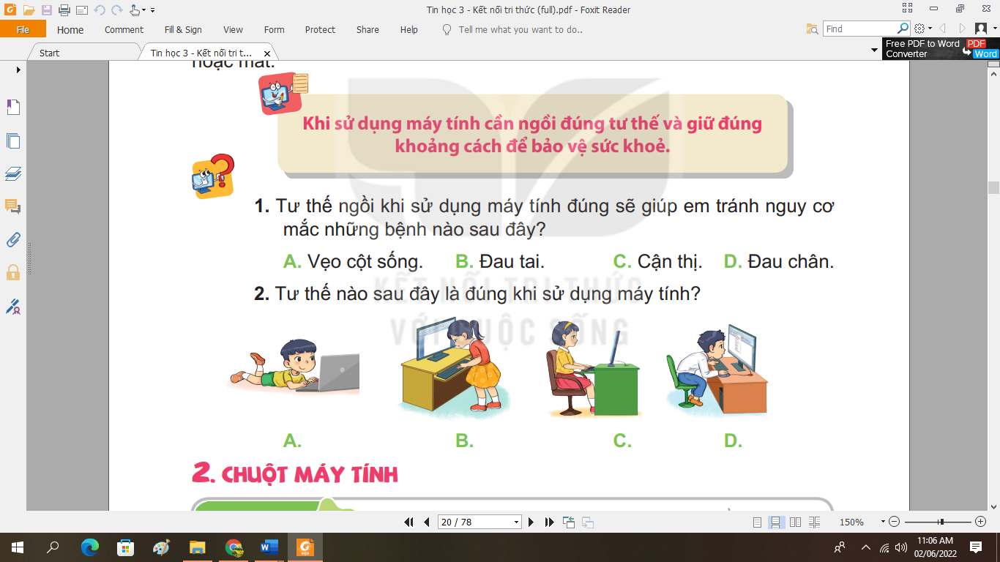 Tin học 3 - Kết nối tri thức (full).pdf - Foxit Reader
File Home Comment Fill & Sign View Form Protect Share Help Tell me what you want to do.. Find
Start Tin học 3 - Kết nối tri t... Free PDF to Word Converter PDF Word
hoặc mắt.
Khi sử dụng máy tính cần ngồi đúng tư thế và giữ đúng
khoảng cách để bảo vệ sức khoẻ.
1. Tư thế ngồi khi sử dụng máy tính đúng sẽ giúp em tránh nguy cơ
mắc những bệnh nào sau đây?
A. Vẹo cột sống. B. Đau tai. C. Cận thị. D. Đau chân.
KẾT NỐI TRI THỨC
2. Tư thế nào sau đây là đúng khi sử dụng máy tính?
VỚI CUỘC SỐNG
A. B. C. D.
2. CHUỘT MÁY TÍNH
20 / 78 150%
11:06 AM
02/06/2022